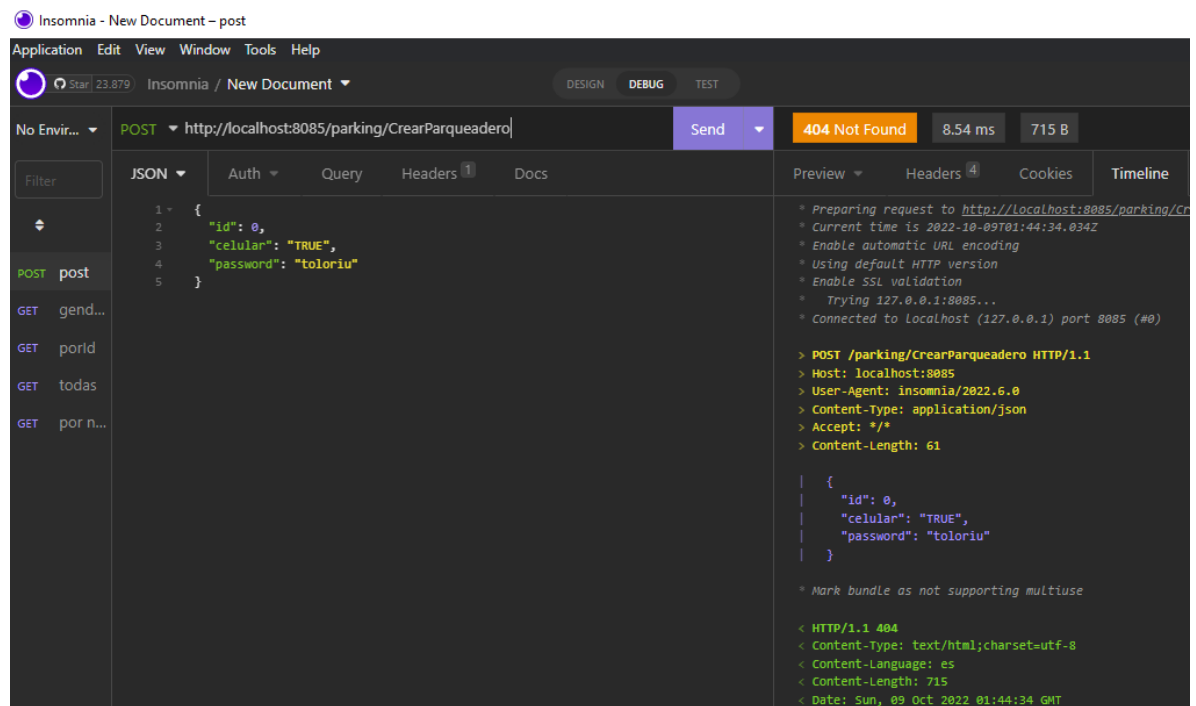 Insomnia - New Document – post
Application Edit View Window Tools Help
Star 23.879 Insomnia / New Document DESIGN DEBUG TEST
No Envir... POST http://localhost:8085/parking/CrearParqueadero Send 404 Not Found 8.54 ms 715 B
Filter JSON Auth Query Headers 1 Docs Preview Headers 4 Cookies Timeline
POST post
GET gend...
GET porId
GET todas
GET por n...
1 {
2 "id": 0,
3 "celular": "TRUE",
4 "password": "toloriu"
5 }
* Preparing request to http://localhost:8085/parking/Cr
* Current time is 2022-10-09T01:44:34.034Z
* Enable automatic URL encoding
* Using default HTTP version
* Enable SSL validation
* Trying 127.0.0.1:8085...
* Connected to localhost (127.0.0.1) port 8085 (#0)
> POST /parking/CrearParqueadero HTTP/1.1
> Host: localhost:8085
> User-Agent: insomnia/2022.6.0
> Content-Type: application/json
> Accept: */*
> Content-Length: 61
| {
| "id": 0,
| "celular": "TRUE",
| "password": "toloriu"
| }
* Mark bundle as not supporting multiuse
< HTTP/1.1 404
< Content-Type: text/html;charset=utf-8
< Content-Language: es
< Content-Length: 715
< Date: Sun, 09 Oct 2022 01:44:34 GMT